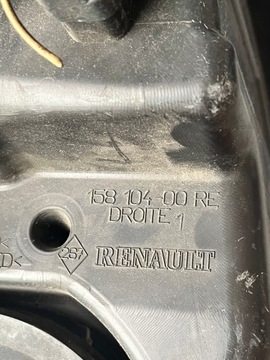 158 104 00 RE
DROITE 1
D<
287 RENAULT